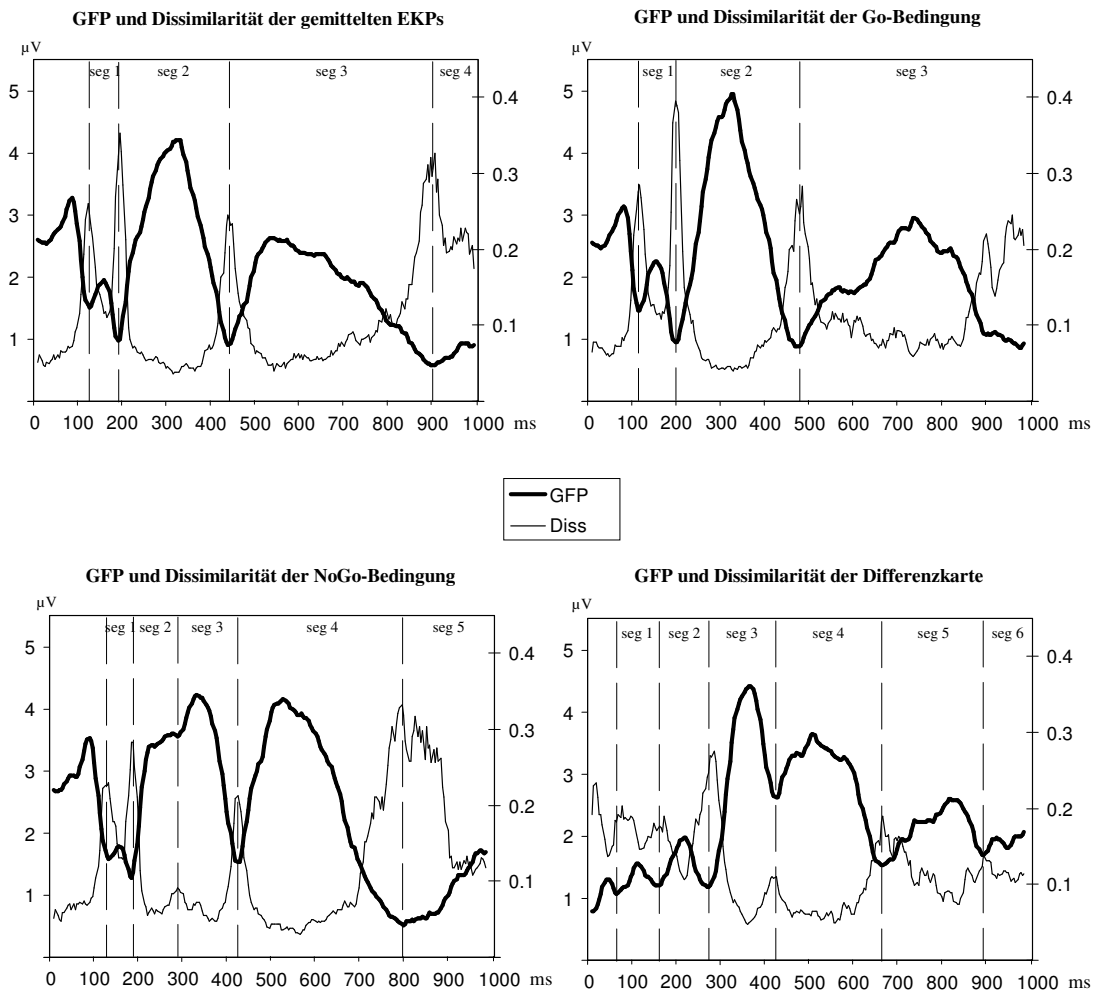 GFP und Dissimilarität der gemittelten EKPs
µV
seg 1 seg 2 seg 3 seg 4
5
4
3
2
1
0.4
0.3
0.2
0.1
0 100 200 300 400 500 600 700 800 900 1000 ms
GFP und Dissimilarität der Go-Bedingung
µV
seg 1 seg 2 seg 3
5
4
3
2
1
0.4
0.3
0.2
0.1
0 100 200 300 400 500 600 700 800 900 1000 ms
GFP
Diss
GFP und Dissimilarität der NoGo-Bedingung
µV
seg 1 seg 2 seg 3 seg 4 seg 5
5
4
3
2
1
0.4
0.3
0.2
0.1
0 100 200 300 400 500 600 700 800 900 1000
ms
GFP und Dissimilarität der Differenzkarte
µV
seg 1 seg 2 seg 3 seg 4 seg 5 seg 6
5
4
3
2
1
0.4
0.3
0.2
0.1
0 100 200 300 400 500 600 700 800 900 1000 ms